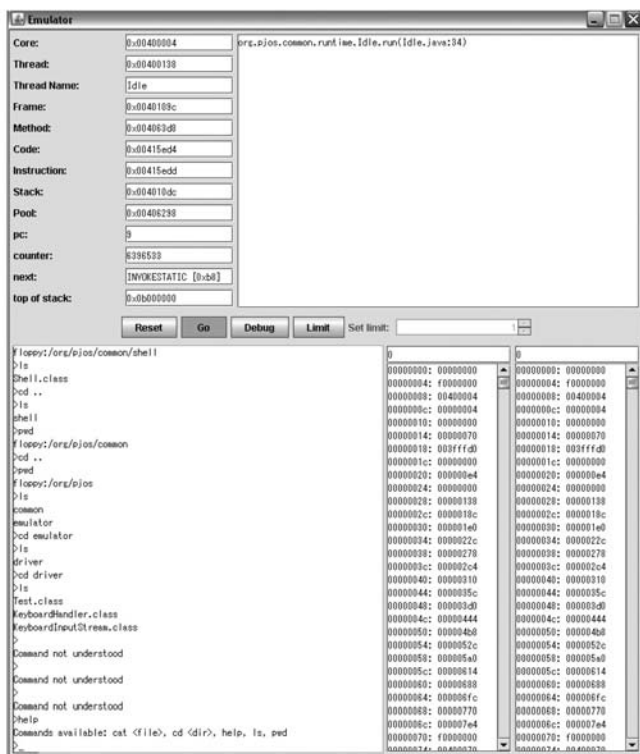 Emulator
Core: 0x00400004
Thread: 0x00400138
Thread Name: Idle
Frame: 0x0040109c
Method: 0x004063d8
Code: 0x00415ed4
Instruction: 0x00415edd
Stack: 0x004010dc
Pool: 0x00406298
pc: 9
counter: 6396533
next: INVOKESTATIC [0xb8]
top of stack: 0x0b000000
org.pjos.common.runtime.Idle.run(Idle.java:34)
Reset Go Debug Limit Set limit: 1
floppy:/org/pjos/common/shell
>ls
Shell.class
>cd ..
>ls
shell
>pwd
floppy:/org/pjos/common
>cd ..
>pwd
floppy:/org/pjos
>ls
common
emulator
>cd emulator
>ls
driver
>cd driver
>ls
Test.class
KeyboardHandler.class
KeyboardInputStream.class
>
Command not understood
>
Command not understood
>
Command not understood
>help
Commands available: cat <file>, cd <dir>, help, ls, pwd
>_
0
00000000: 00000000
00000004: f0000000
00000008: 00400004
0000000c: 00000004
00000010: 00000000
00000014: 00000070
00000018: 003fffd0
0000001c: 00000000
00000020: 000000e4
00000024: 00000000
00000028: 00000138
0000002c: 0000018c
00000030: 000001e0
00000034: 0000022c
00000038: 00000278
0000003c: 000002c4
00000040: 00000310
00000044: 0000035c
00000048: 000003d0
0000004c: 00000444
00000050: 000004b8
00000054: 0000052c
00000058: 000005a0
0000005c: 00000614
00000060: 00000688
00000064: 000006fc
00000068: 00000770
0000006c: 000007e4
00000070: f0000000
00000074: 00400070
0
00000000: 00000000
00000004: f0000000
00000008: 00400004
0000000c: 00000004
00000010: 00000000
00000014: 00000070
00000018: 003fffd0
0000001c: 00000000
00000020: 000000e4
00000024: 00000000
00000028: 00000138
0000002c: 0000018c
00000030: 000001e0
00000034: 0000022c
00000038: 00000278
0000003c: 000002c4
00000040: 00000310
00000044: 0000035c
00000048: 000003d0
0000004c: 00000444
00000050: 000004b8
00000054: 0000052c
00000058: 000005a0
0000005c: 00000614
00000060: 00000688
00000064: 000006fc
00000068: 00000770
0000006c: 000007e4
00000070: f0000000
00000074: 00400070